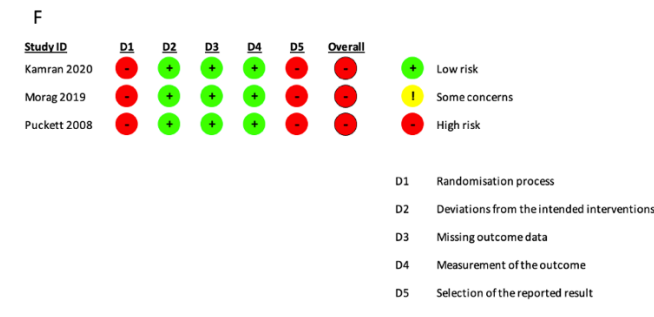 F
Study ID D1 D2 D3 D4 D5 Overall
Kamran 2020 - + + + - - + Low risk
Morag 2019 - + + + - - ! Some concerns
Puckett 2008 - + + + - - - High risk
D1 Randomisation process
D2 Deviations from the intended interventions
D3 Missing outcome data
D4 Measurement of the outcome
D5 Selection of the reported result